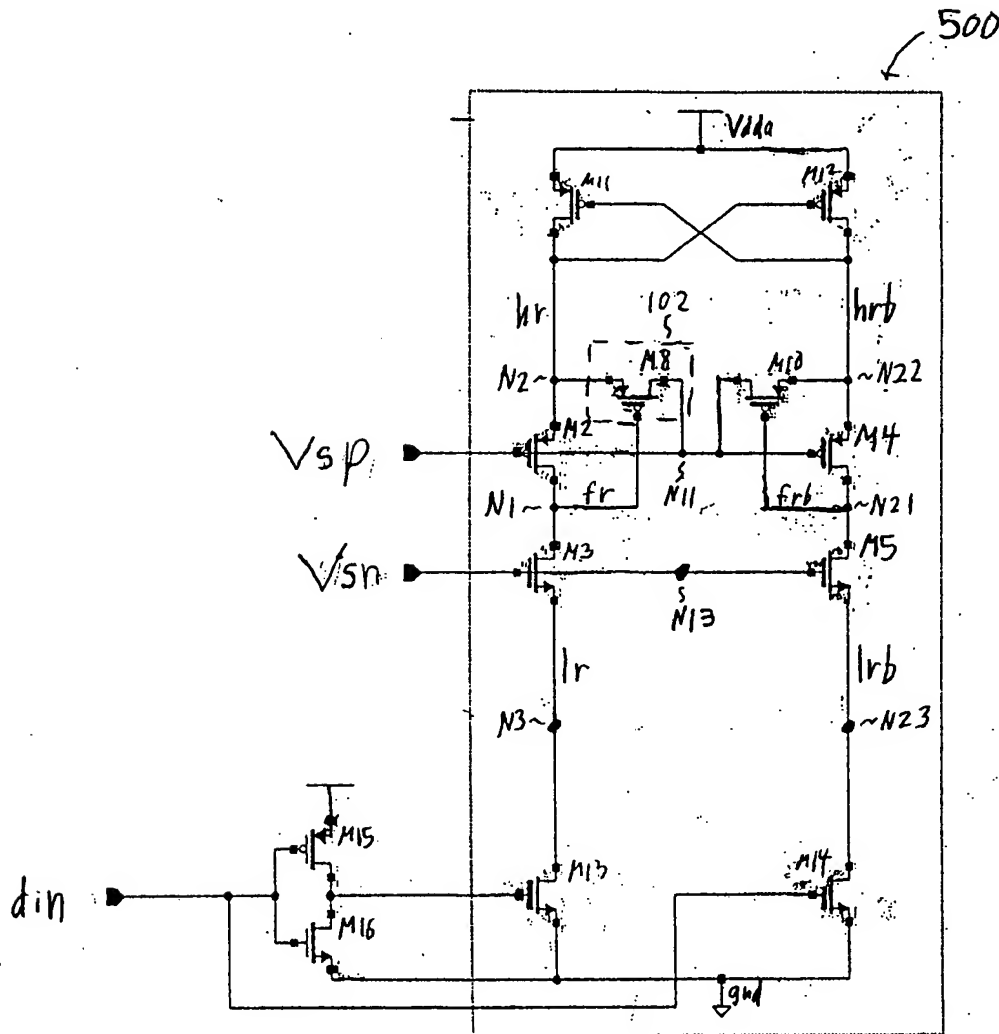 500
Vdda
M11
M12
hr
102
hrb
N2
M8
M10
N22
M2
M4
Vsp
N1
fr
N11
frb
N21
M3
M5
Vsn
N13
lr
lrb
N3
N23
M15
M13
M14
din
M16
gnd